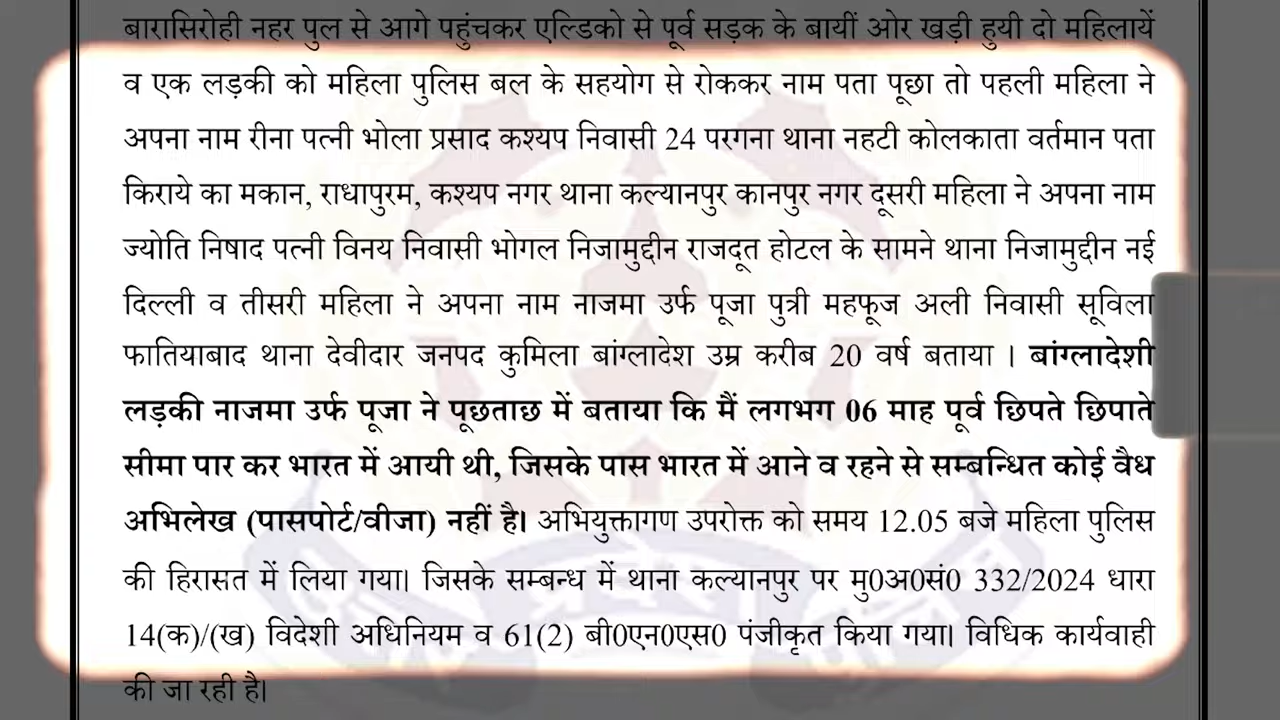 बारासिरोही नहर पुल से आगे पहुंचकर एल्डिको से पूर्व सड़क के बायीं ओर खड़ी हुयी दो महिलायें
व एक लड़की को महिला पुलिस बल के सहयोग से रोककर नाम पता पूछा तो पहली महिला ने
अपना नाम रीना पत्नी भोला प्रसाद कश्यप निवासी 24 परगना थाना नहटी कोलकाता वर्तमान पता
किराये का मकान, राधापुरम, कश्यप नगर थाना कल्यानपुर कानपुर नगर दूसरी महिला ने अपना नाम
ज्योति निषाद पत्नी विनय निवासी भोगल निजामुद्दीन राजदूत होटल के सामने थाना निजामुद्दीन नई
दिल्ली व तीसरी महिला ने अपना नाम नाजमा उर्फ पूजा पुत्री महफूज अली निवासी सूविला
फातियाबाद थाना देवीदार जनपद कुमिला बांग्लादेश उम्र करीब 20 वर्ष बताया । बांग्लादेशी
लड़की नाजमा उर्फ पूजा ने पूछताछ में बताया कि मैं लगभग 06 माह पूर्व छिपते छिपाते
सीमा पार कर भारत में आयी थी, जिसके पास भारत में आने व रहने से सम्बन्धित कोई वैध
अभिलेख (पासपोर्ट/वीजा) नहीं है। अभियुक्तागण उपरोक्त को समय 12.05 बजे महिला पुलिस
की हिरासत में लिया गया। जिसके सम्बन्ध में थाना कल्यानपुर पर मु0अ0सं0 332/2024 धारा
14(क)/(ख) विदेशी अधिनियम व 61(2) बी0एन0एस0 पंजीकृत किया गया। विधिक कार्यवाही
की जा रही है।